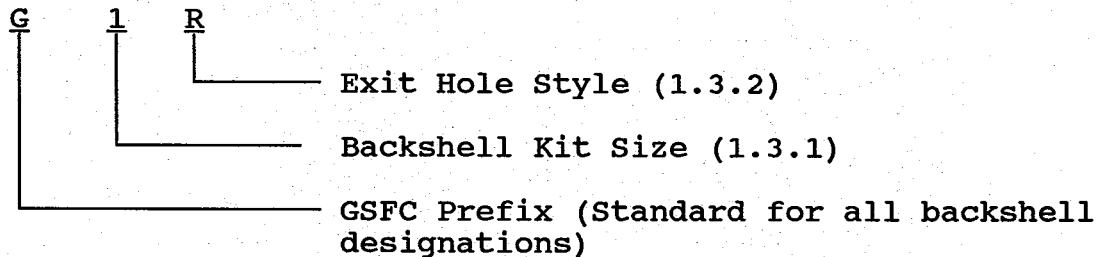 G 1 R
Exit Hole Style (1.3.2)
Backshell Kit Size (1.3.1)
GSFC Prefix (Standard for all backshell
designations)